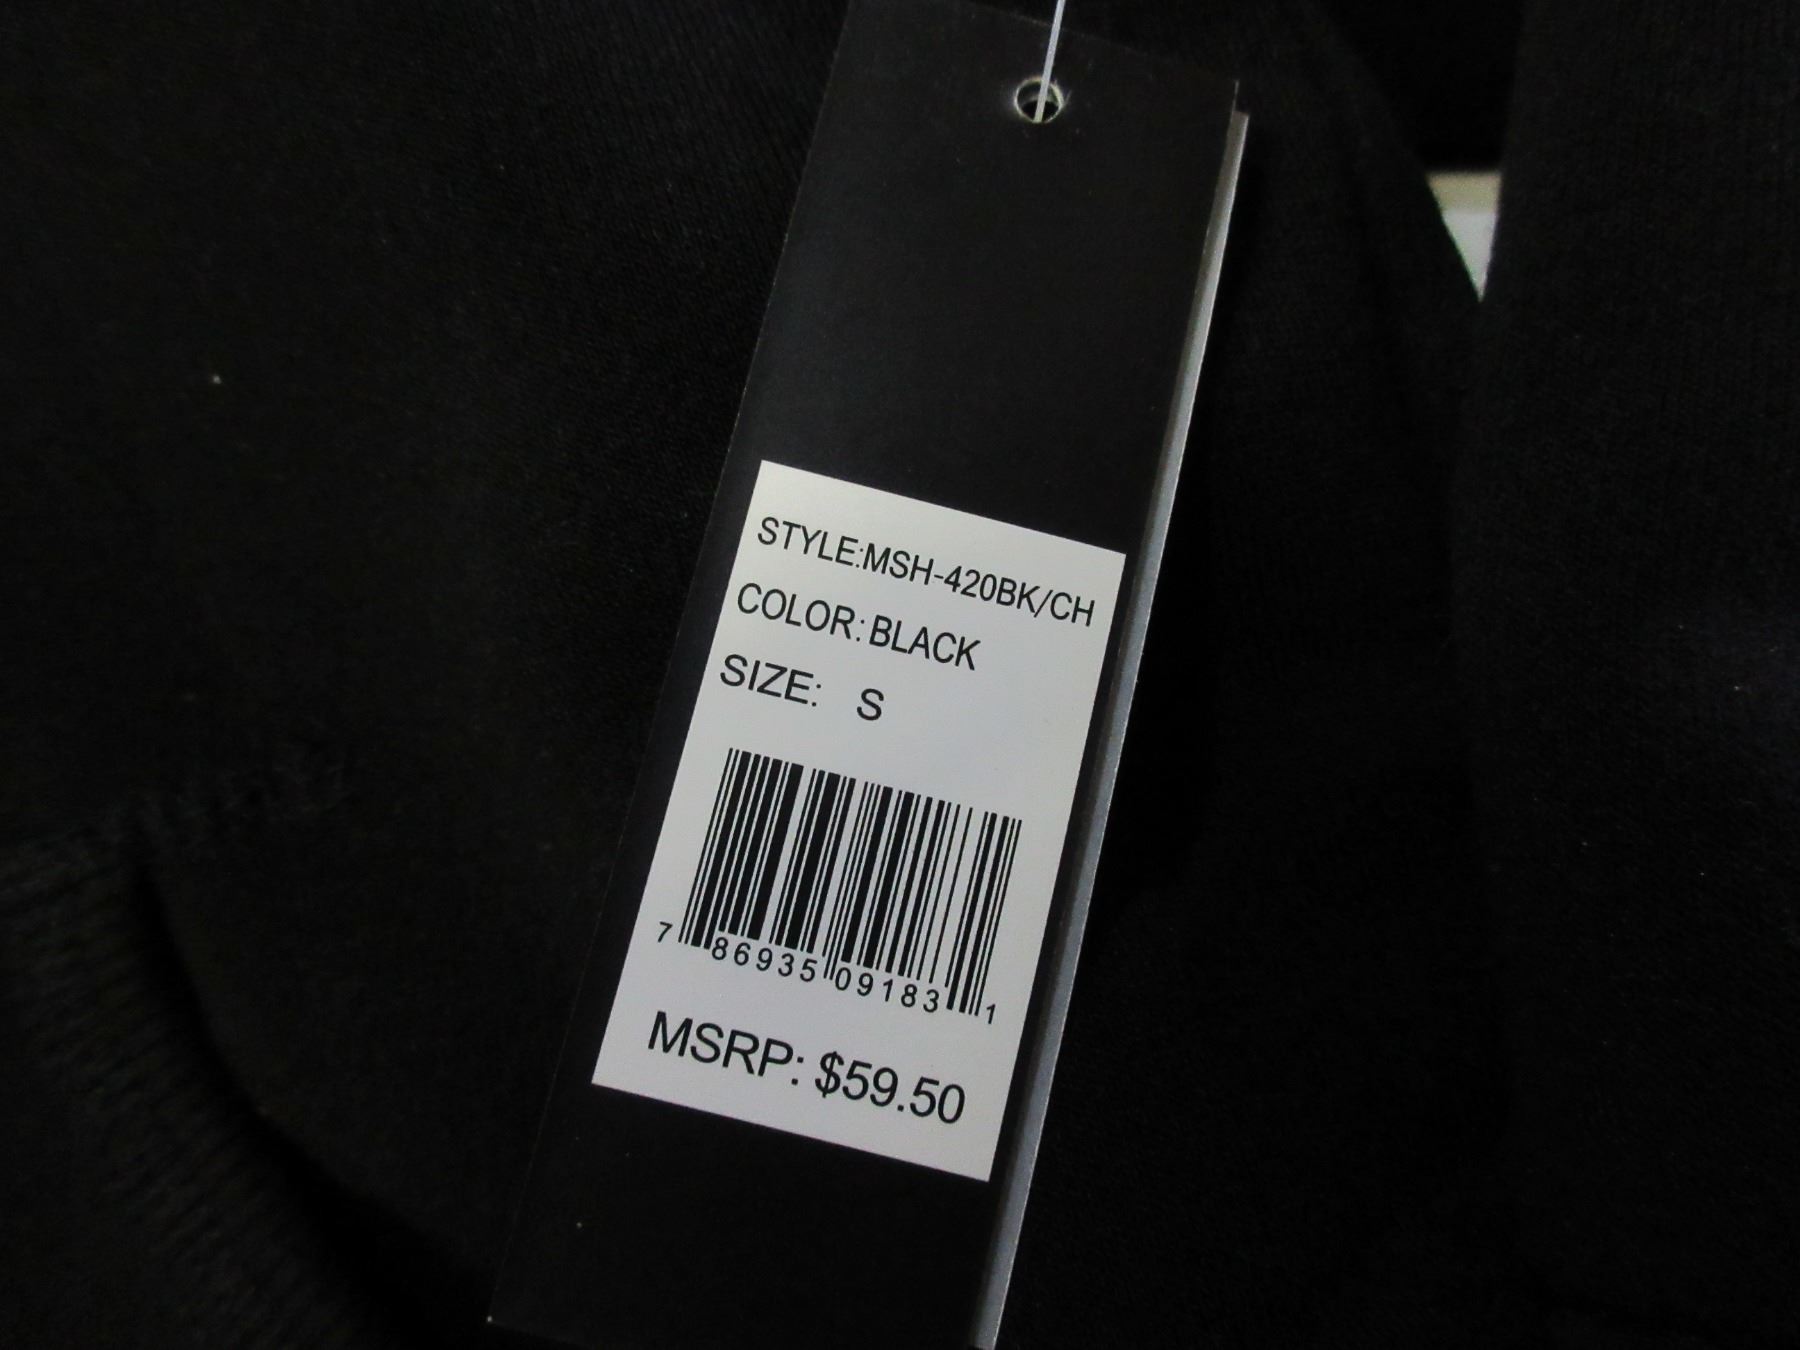 STYLE:MSH-420BK/CH
COLOR: BLACK
SIZE: S
7 86935 09183 1
MSRP: $59.50